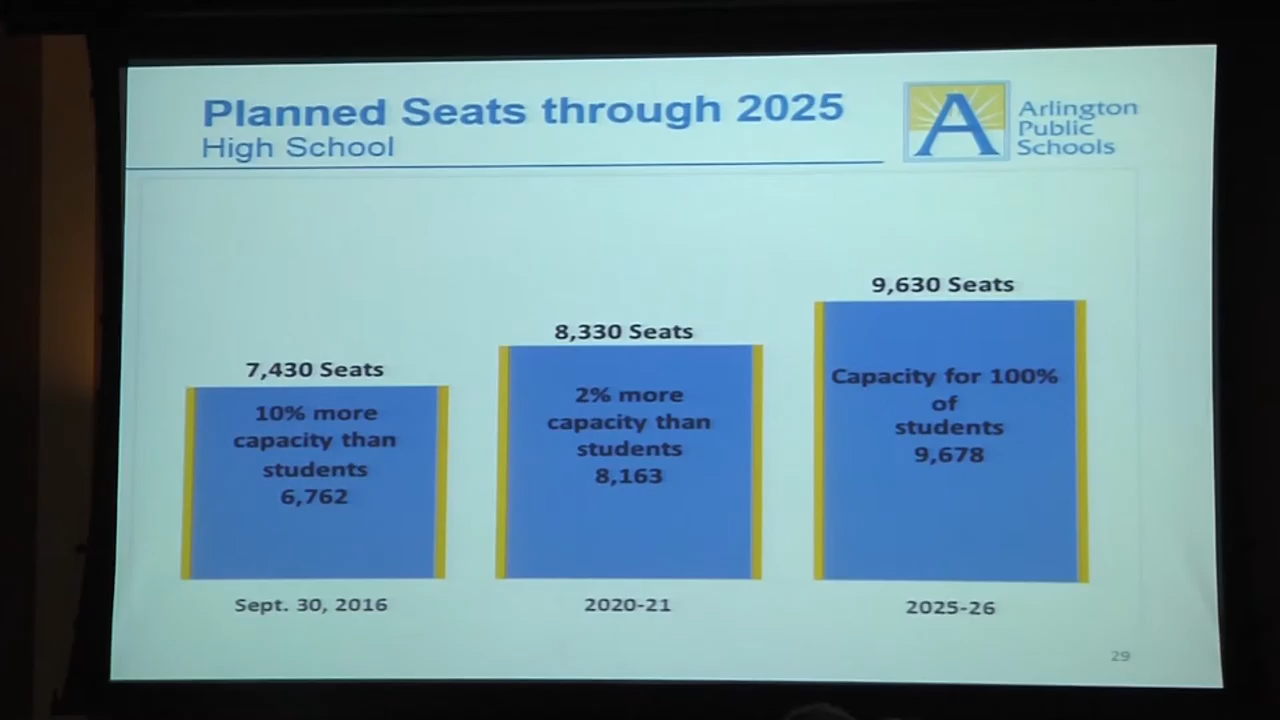 Planned Seats through 2025
High School
A
Arlington
Public
Schools
7,430 Seats
10% more
capacity than
students
6,762
Sept. 30, 2016
8,330 Seats
2% more
capacity than
students
8,163
2020-21
9,630 Seats
Capacity for 100%
of
students
9,678
2025-26
29